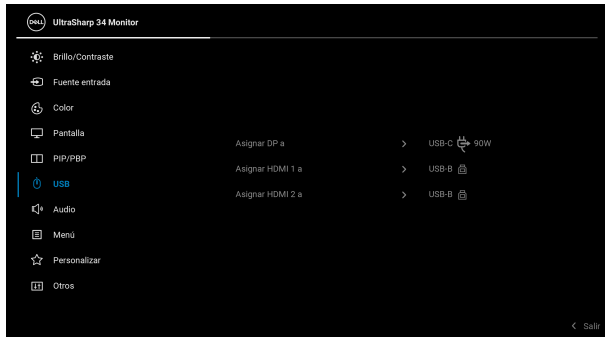 DELL UltraSharp 34 Monitor
Brillo/Contraste
Fuente entrada
Color
Pantalla
PIP/PBP
USB
Audio
Menú
Personalizar
Otros
Asignar DP a > USB-C 90W
Asignar HDMI 1 a > USB-B
Asignar HDMI 2 a > USB-B
< Salir